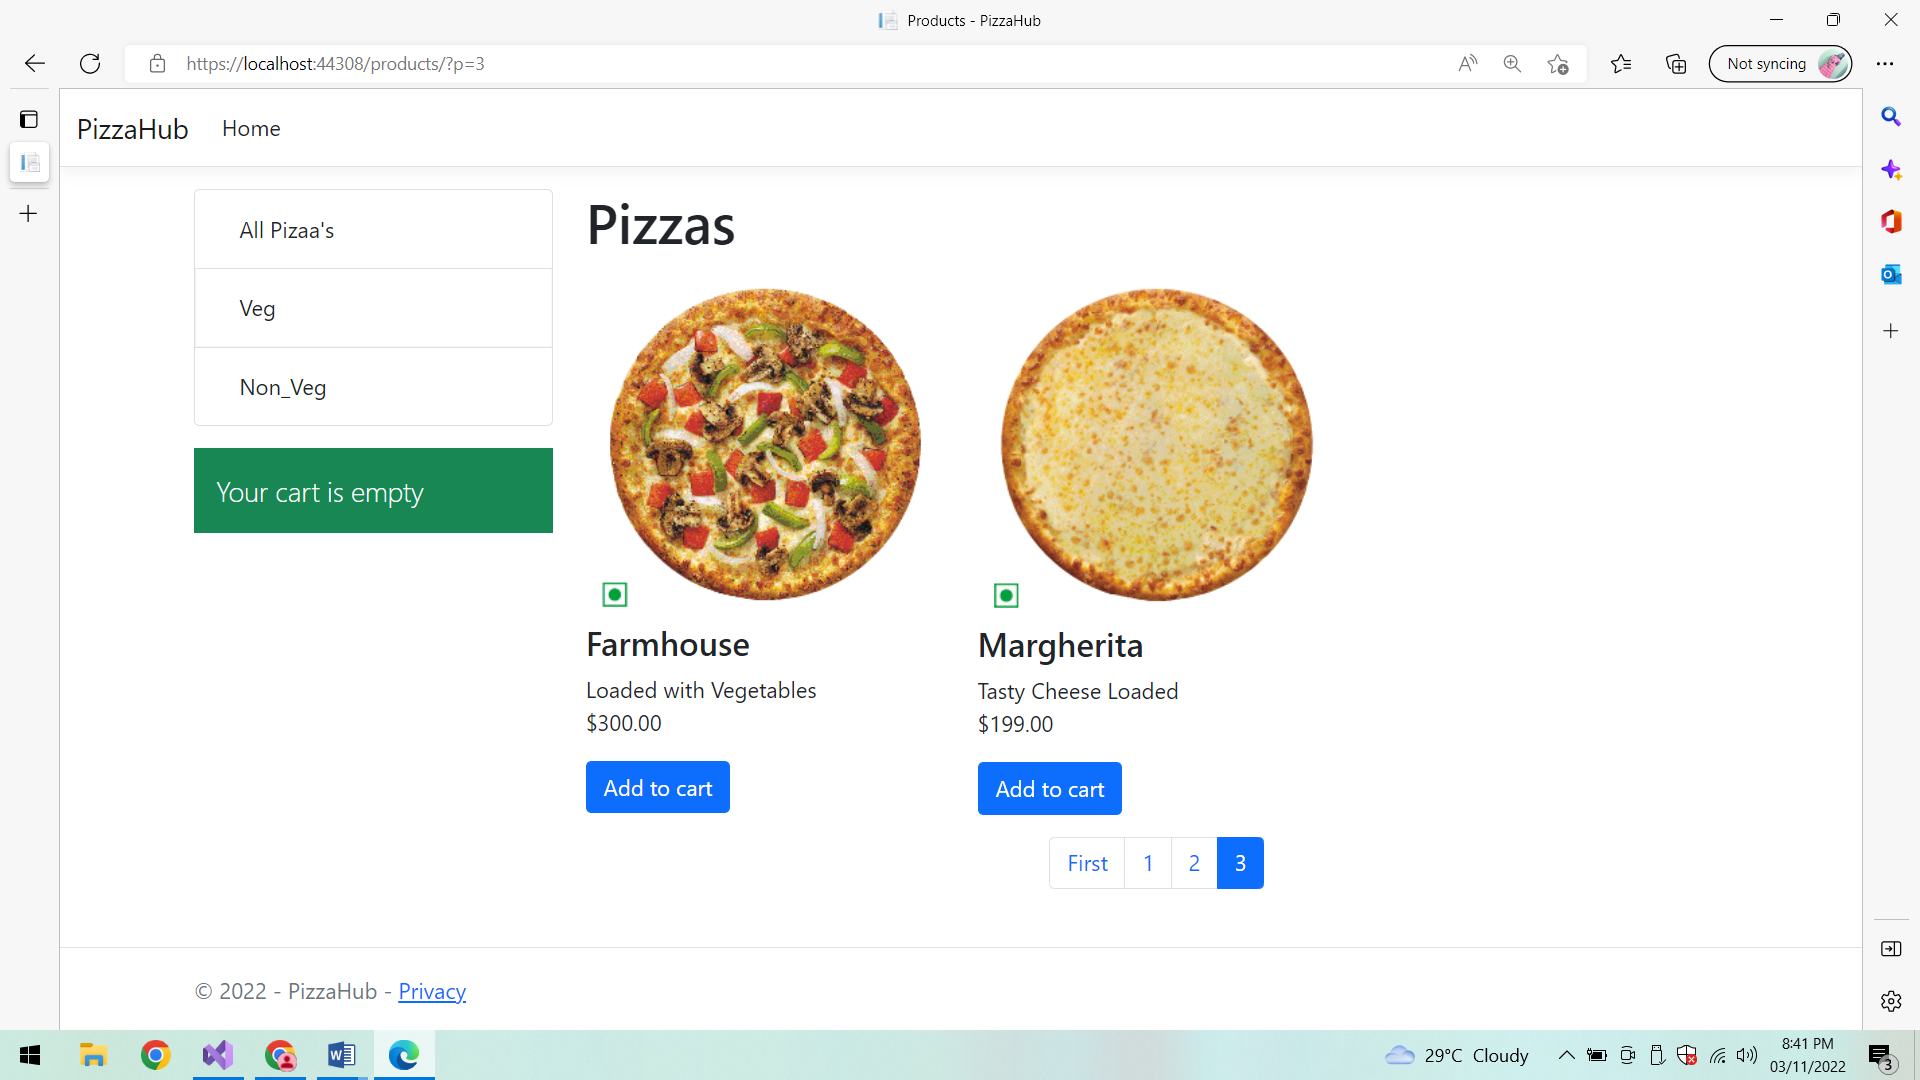 Products - PizzaHub
https://localhost:44308/products/?p=3
Not syncing
PizzaHub
Home
All Pizaa's
Veg
Non_Veg
Your cart is empty
Pizzas
Farmhouse
Loaded with Vegetables
$300.00
Add to cart
Margherita
Tasty Cheese Loaded
$199.00
Add to cart
First 1 2 3
© 2022 - PizzaHub - Privacy
29°C Cloudy
8:41 PM
03/11/2022
3